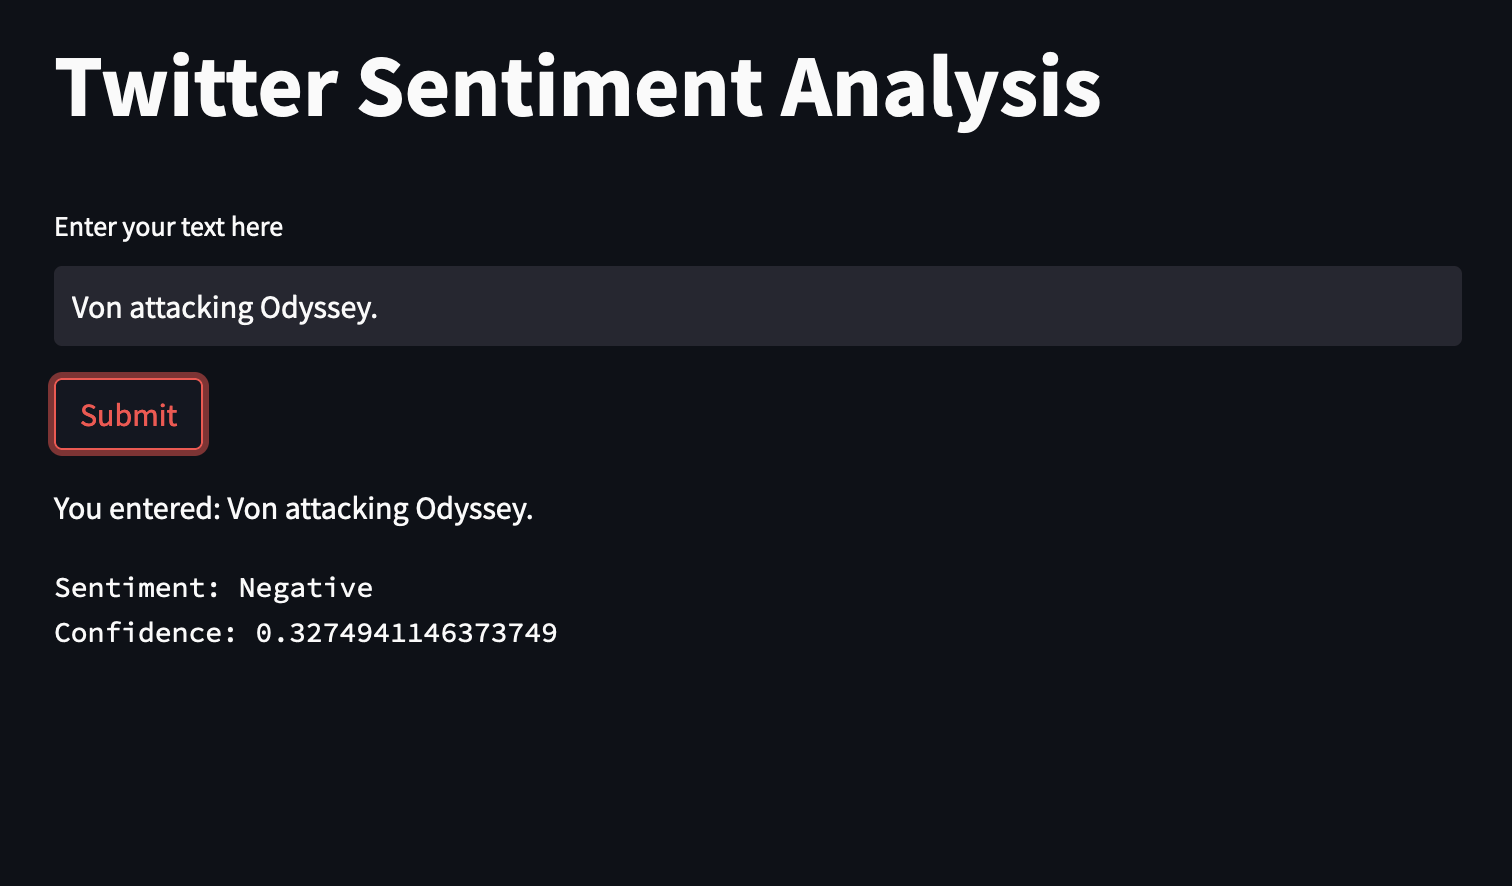 Twitter Sentiment Analysis
Enter your text here
Von attacking Odyssey.
Submit
You entered: Von attacking Odyssey.
Sentiment: Negative
Confidence: 0.3274941146373749